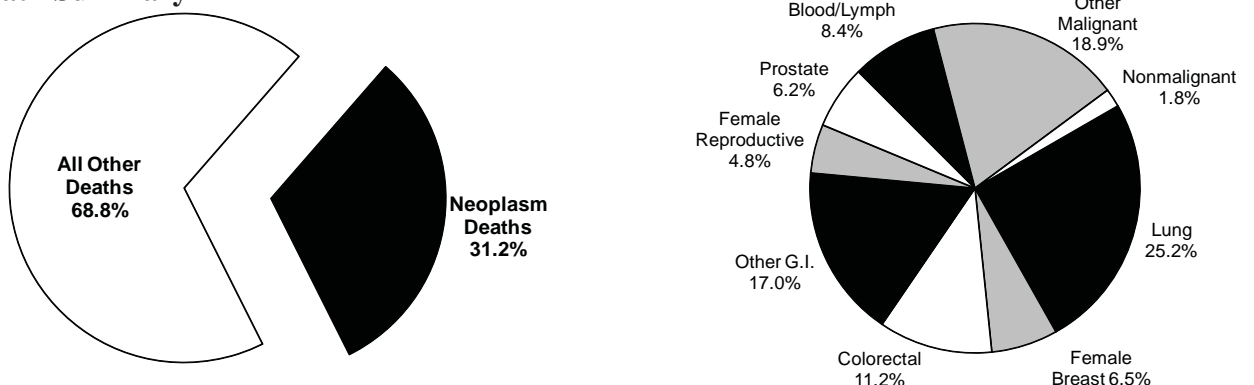 All Other
Deaths
68.8%
Neoplasm
Deaths
31.2%
Blood/Lymph
8.4%
Other
Malignant
18.9%
Nonmalignant
1.8%
Prostate
6.2%
Female
Reproductive
4.8%
Lung
25.2%
Other G.I.
17.0%
Colorectal
11.2%
Female
Breast 6.5%